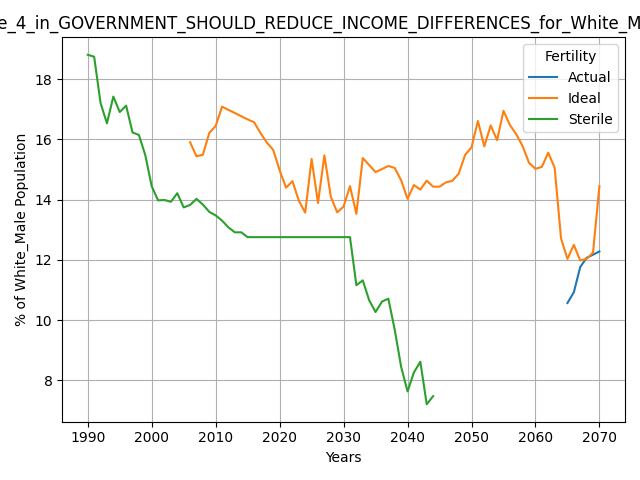 e_4_in_GOVERNMENT_SHOULD_REDUCE_INCOME_DIFFERENCES_for_White_M
Fertility
Actual
Ideal
Sterile
% of White_Male Population
18
16
14
12
10
8
1990 2000 2010 2020 2030 2040 2050 2060 2070
Years